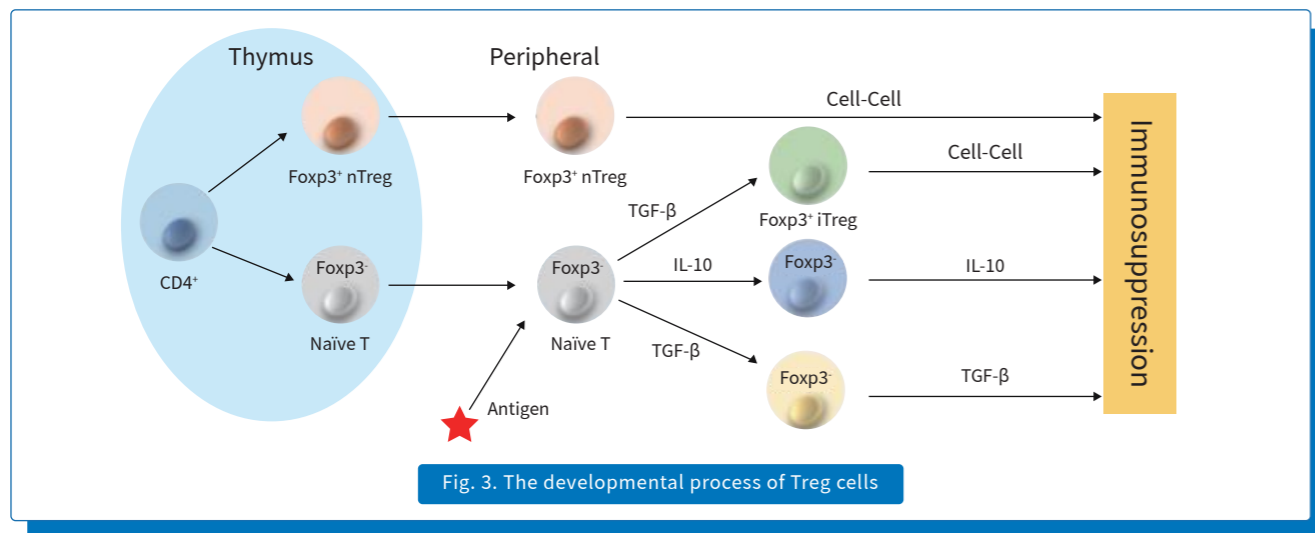 Thymus
Peripheral
Cell-Cell
Foxp3⁺ nTreg
Foxp3⁺ nTreg
Cell-Cell
TGF-β
Foxp3⁺ iTreg
CD4⁺
Foxp3⁻
Naïve T
Foxp3⁻
Naïve T
IL-10
Foxp3⁻
IL-10
TGF-β
Foxp3⁻
TGF-β
Antigen
Immunosuppression
Fig. 3. The developmental process of Treg cells